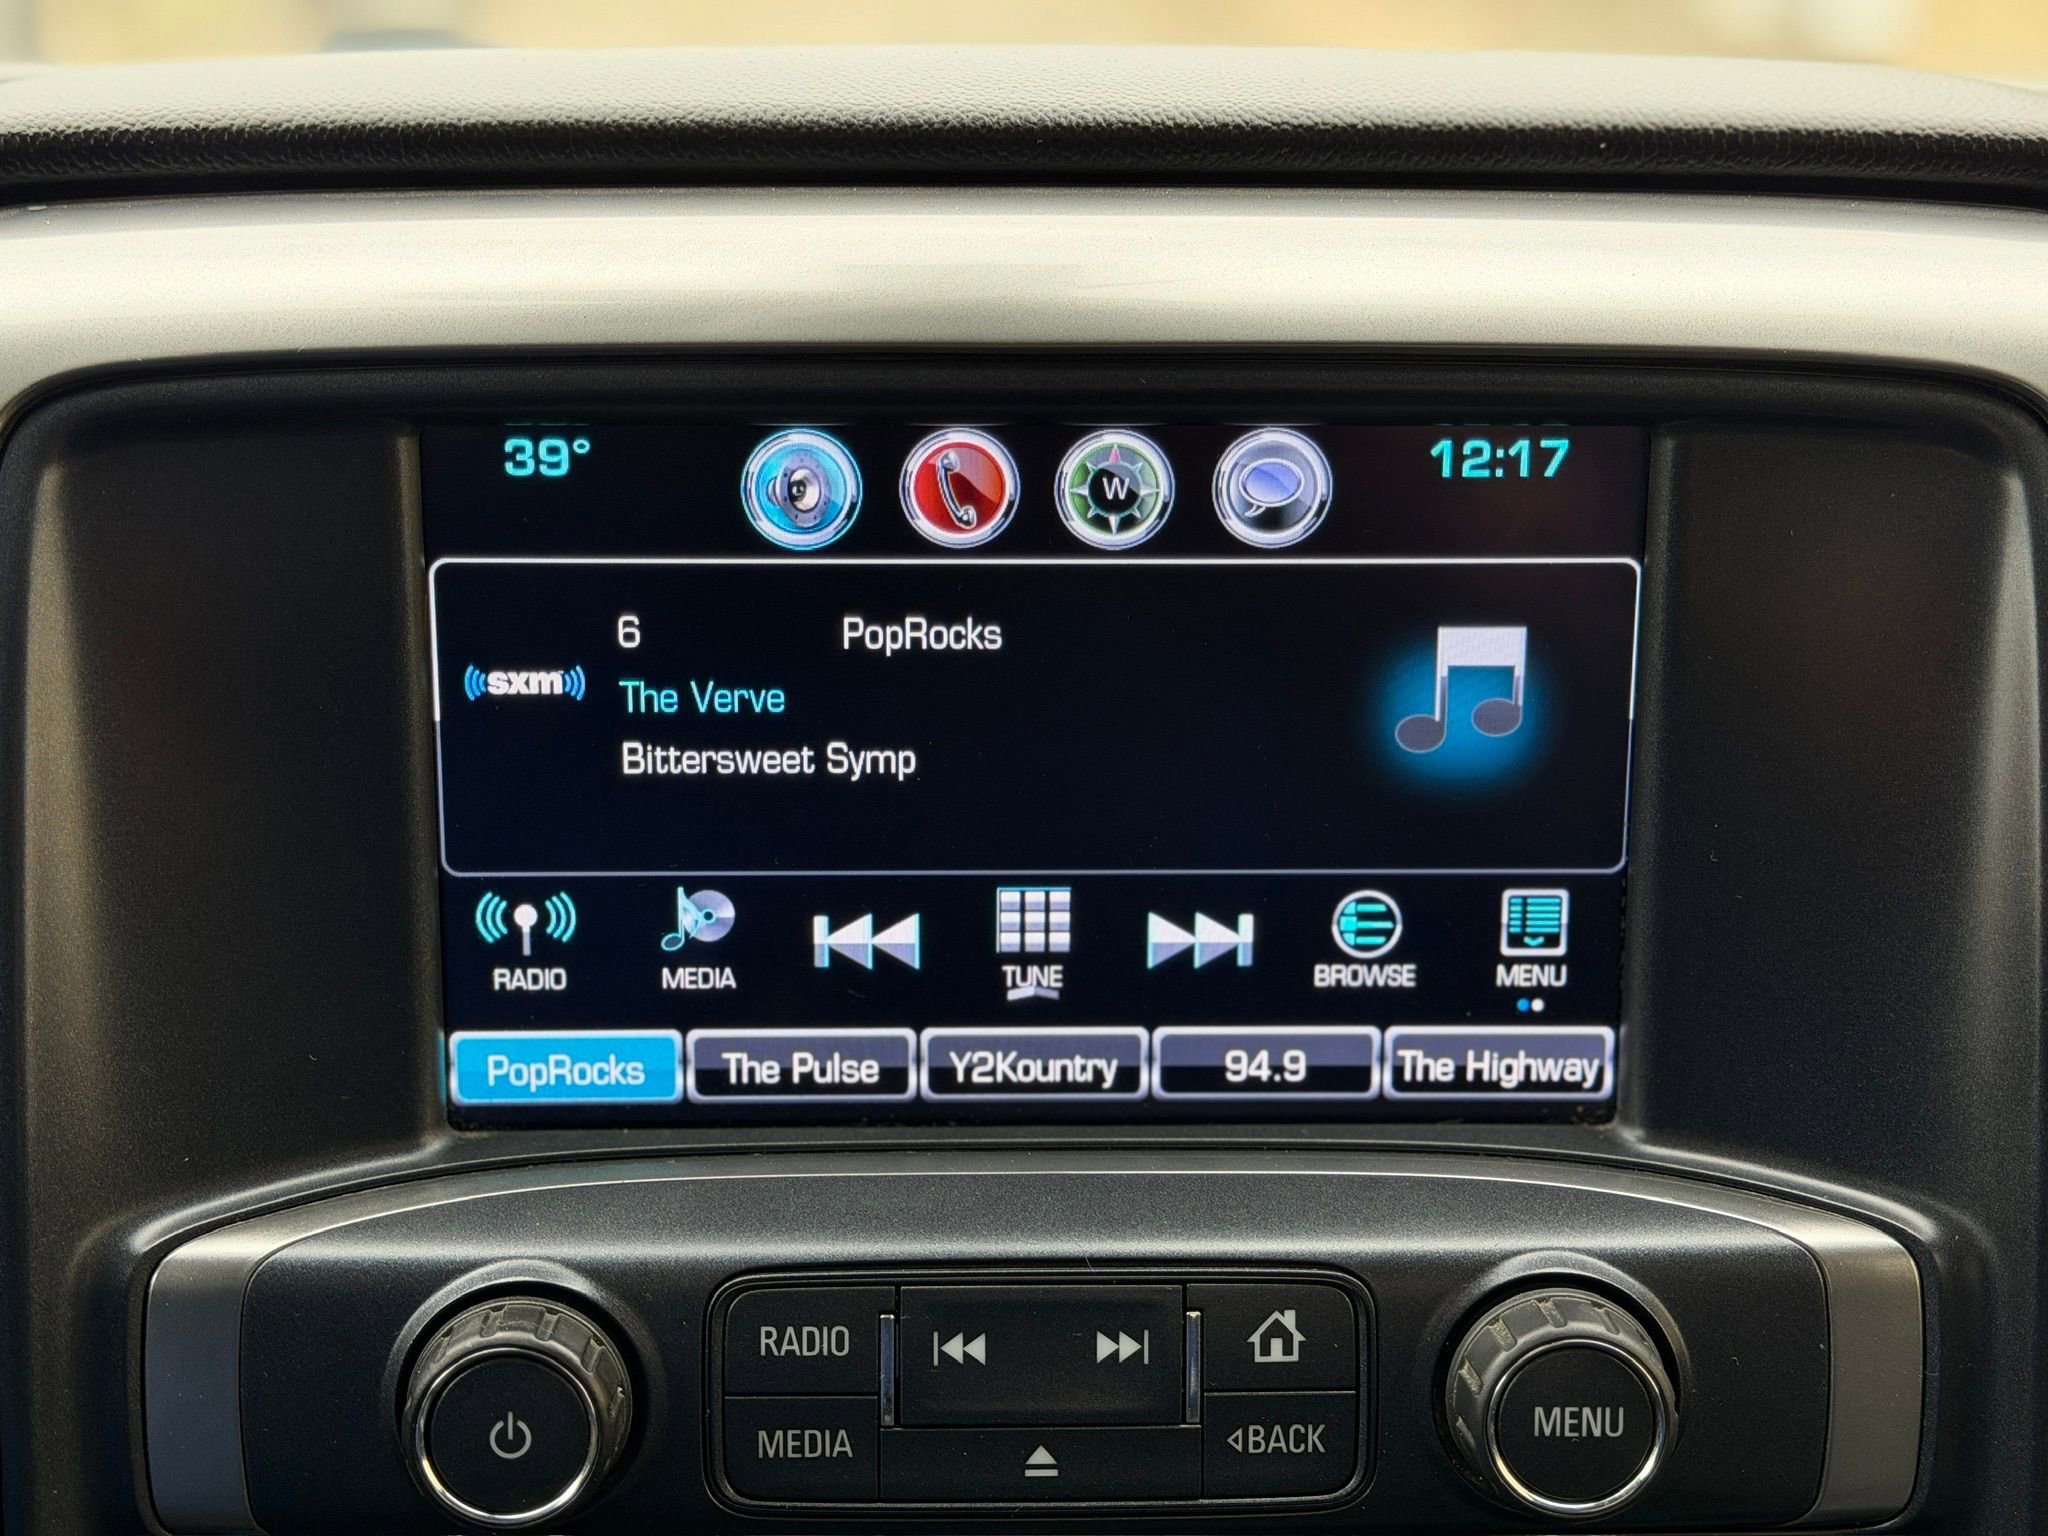 39° W 12:17
6 PopRocks
sxm
The Verve
Bittersweet Symp
RADIO MEDIA TUNE BROWSE MENU
PopRocks The Pulse Y2Kountry 94.9 The Highway
RADIO
MEDIA
BACK
MENU